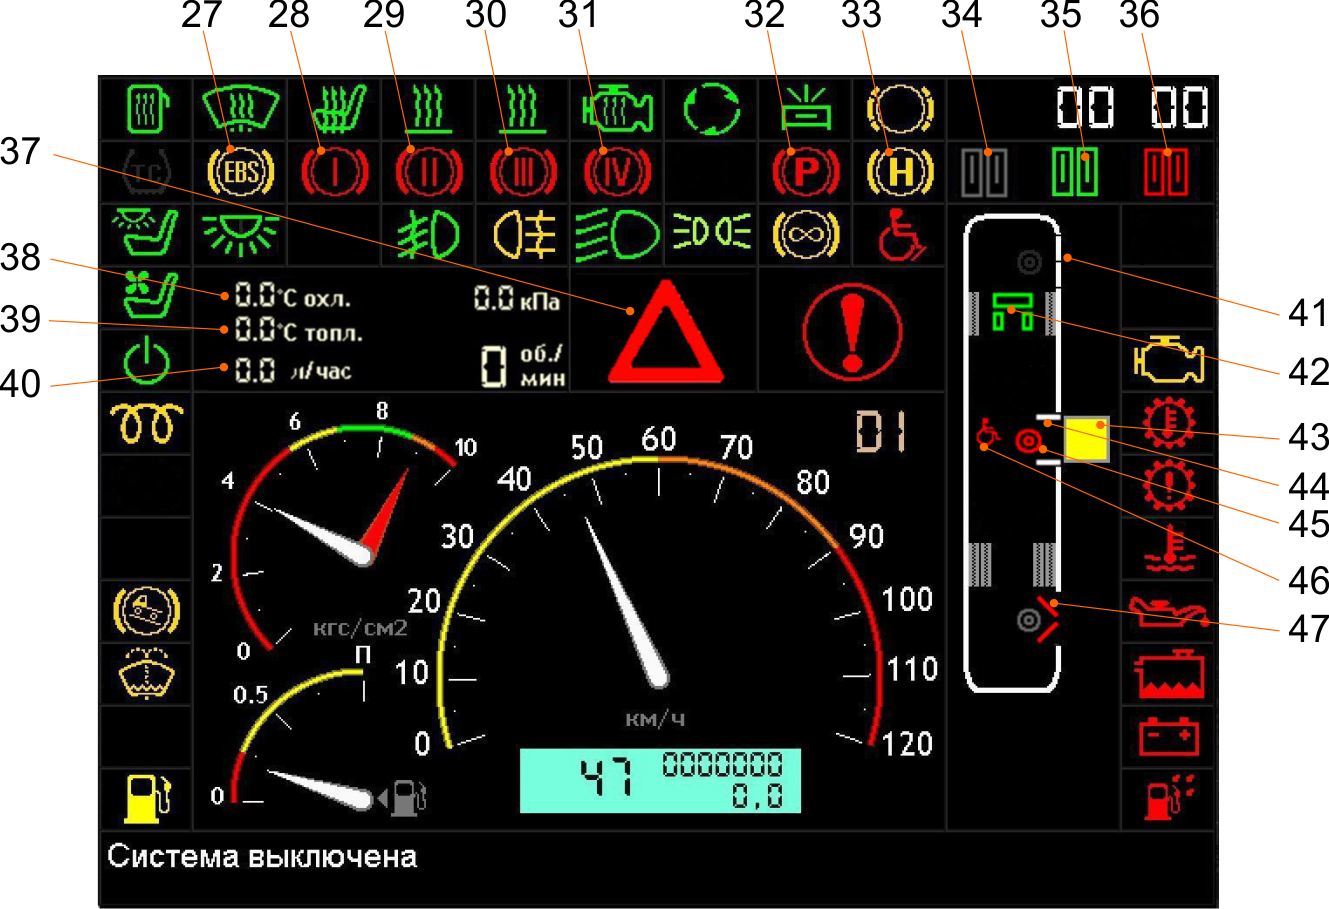 27 28 29 30 31 32 33 34 35 36
00 00
37 TC EBS I II III IV P H
38 0.0°C охл. 0.0 кПа
39 0.0°C топл.
40 0.0 л/час 0 об./мин
41
42
43
44
45
46
47
01
0 2 4 6 8 10
кгс/см2
0 0.5 П
0 10 20 30 40 50 60 70 80 90 100 110 120
км/ч
47 0000000
0,0
Система выключена